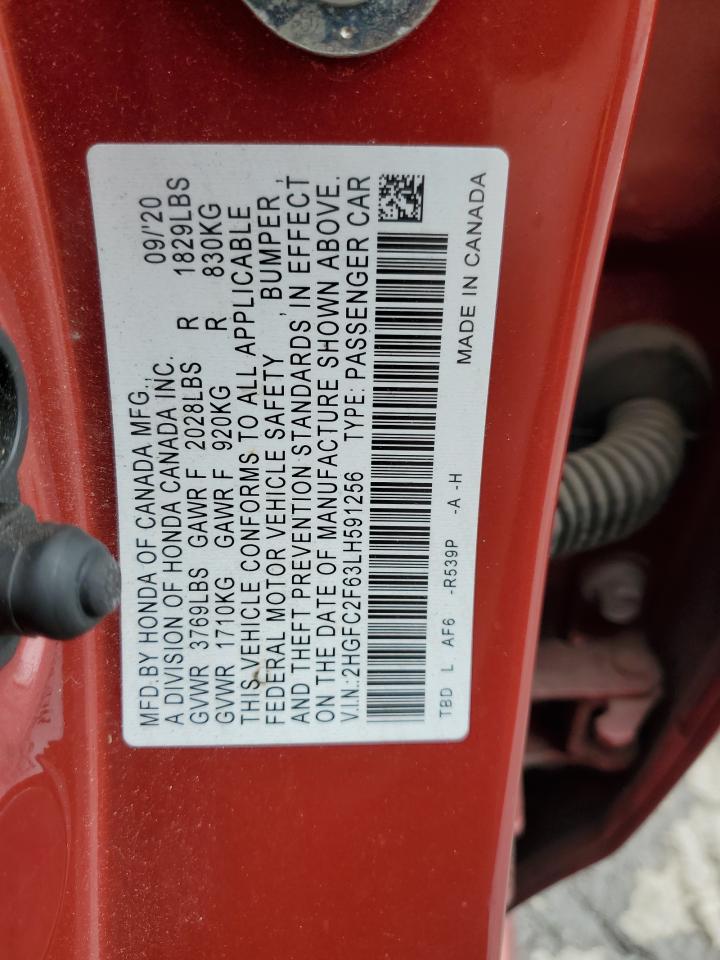 MFD.BY HONDA OF CANADA MFG., 09/'20
A DIVISION OF HONDA CANADA INC.
GVWR 3769LBS GAWR F 2028LBS R 1829LBS
GVWR 1710KG GAWR F 920KG R 830KG
THIS VEHICLE CONFORMS TO ALL APPLICABLE
FEDERAL MOTOR VEHICLE SAFETY , BUMPER ,
AND THEFT PREVENTION STANDARDS IN EFFECT
ON THE DATE OF MANUFACTURE SHOWN ABOVE.
V.I.N.:2HGFC2F63LH591256 TYPE: PASSENGER CAR
TBD L AF6 -R539P -A -H MADE IN CANADA